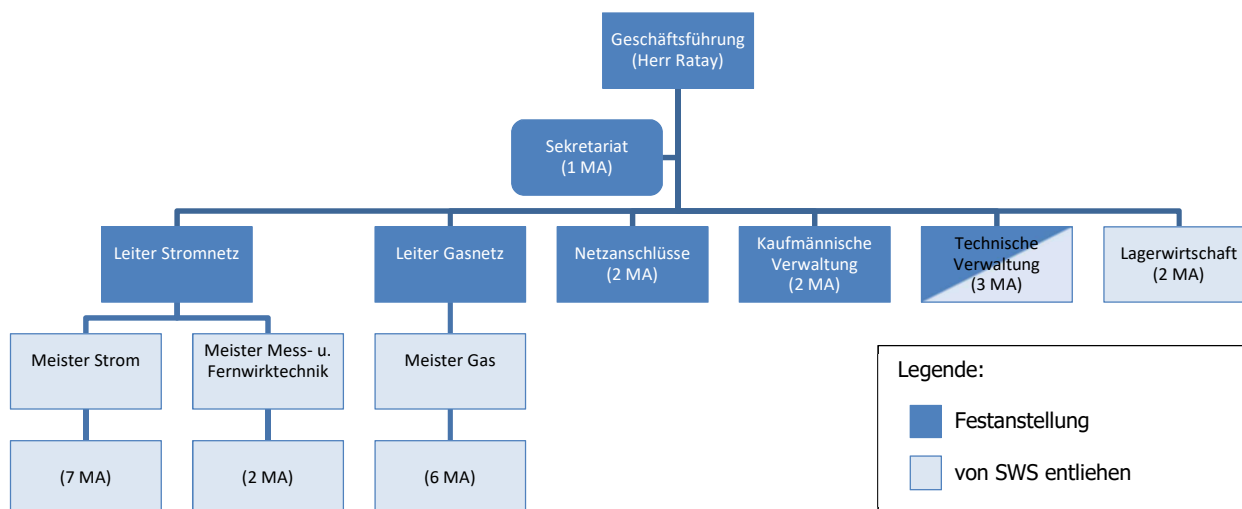 Geschäftsführung
(Herr Ratay)
Sekretariat
(1 MA)
Leiter Stromnetz
Leiter Gasnetz
Netzanschlüsse
(2 MA)
Kaufmännische
Verwaltung
(2 MA)
Technische
Verwaltung
(3 MA)
Lagerwirtschaft
(2 MA)
Meister Strom
Meister Mess- u.
Fernwirktechnik
Meister Gas
(7 MA)
(2 MA)
(6 MA)
Legende:
Festanstellung
von SWS entliehen